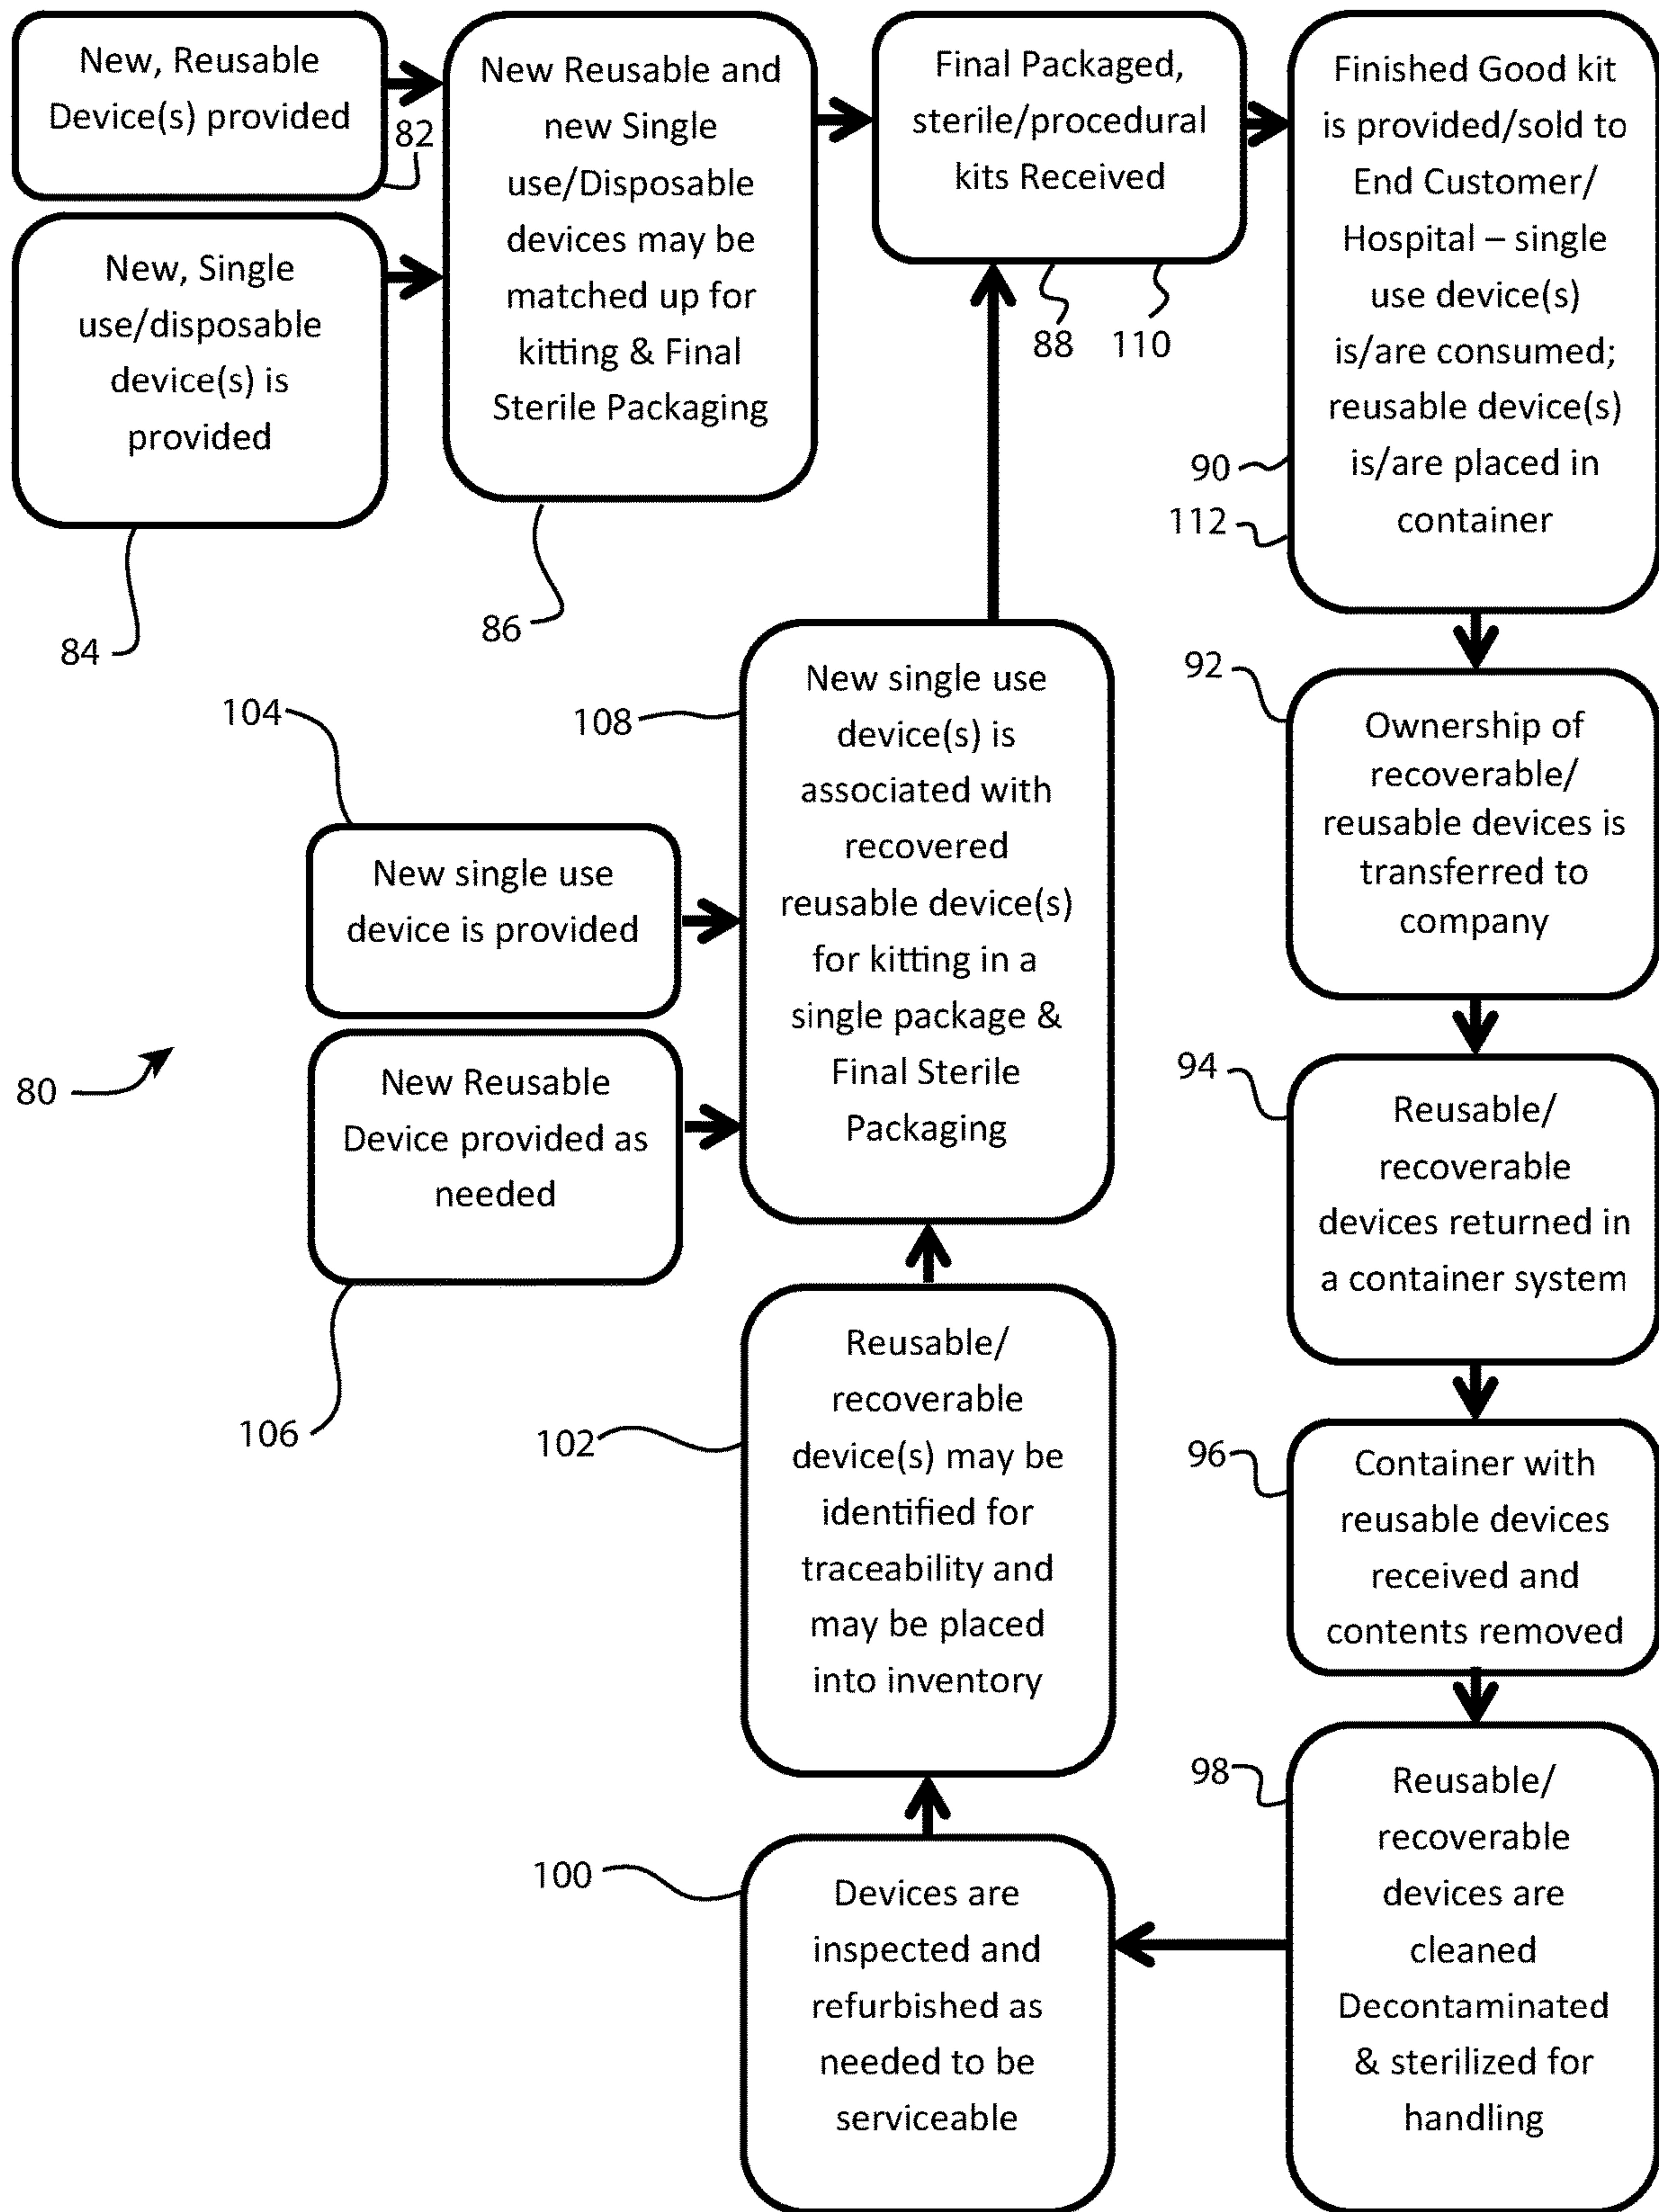 New, Reusable
Device(s) provided
82
New, Single
use/disposable
device(s) is
provided
84
New Reusable and
new Single
use/Disposable
devices may be
matched up for
kitting & Final
Sterile Packaging
86
Final Packaged,
sterile/procedural
kits Received
88
110
Finished Good kit
is provided/sold to
End Customer/
Hospital – single
use device(s)
is/are consumed;
reusable device(s)
is/are placed in
container
90
112
92
Ownership of
recoverable/
reusable devices is
transferred to
company
94
Reusable/
recoverable
devices returned in
a container system
96
Container with
reusable devices
received and
contents removed
98
Reusable/
recoverable
devices are
cleaned
Decontaminated
& sterilized for
handling
100
Devices are
inspected and
refurbished as
needed to be
serviceable
102
Reusable/
recoverable
device(s) may be
identified for
traceability and
may be placed
into inventory
104
New single use
device is provided
106
New Reusable
Device provided as
needed
108
New single use
device(s) is
associated with
recovered
reusable device(s)
for kitting in a
single package &
Final Sterile
Packaging
80